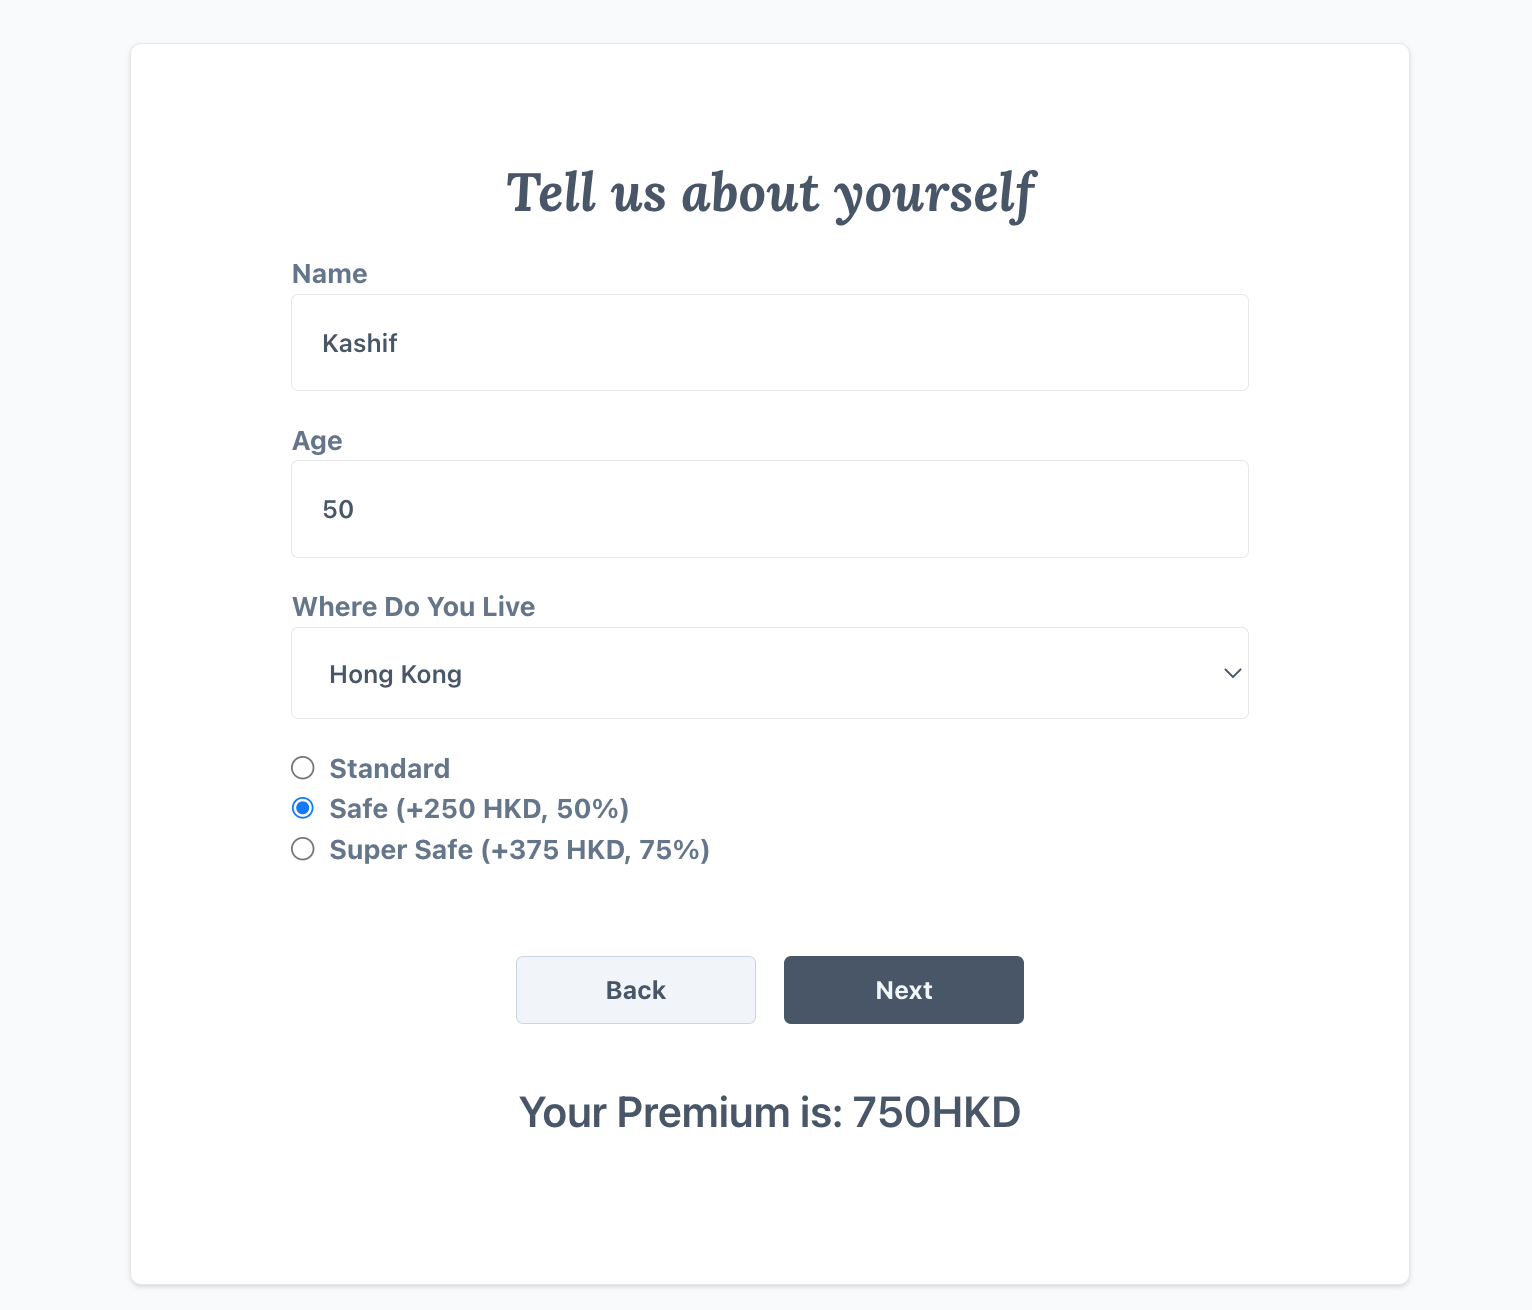 Tell us about yourself
Name
Kashif
Age
50
Where Do You Live
Hong Kong
Standard
Safe (+250 HKD, 50%)
Super Safe (+375 HKD, 75%)
Back
Next
Your Premium is: 750HKD